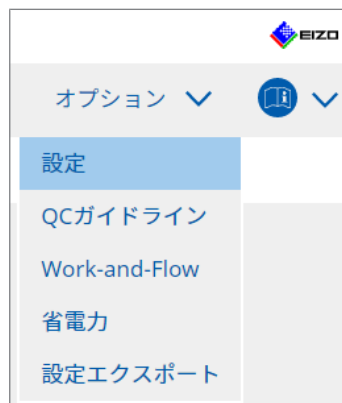 EIZO
オプション
設定
QCガイドライン
Work-and-Flow
省電力
設定エクスポート